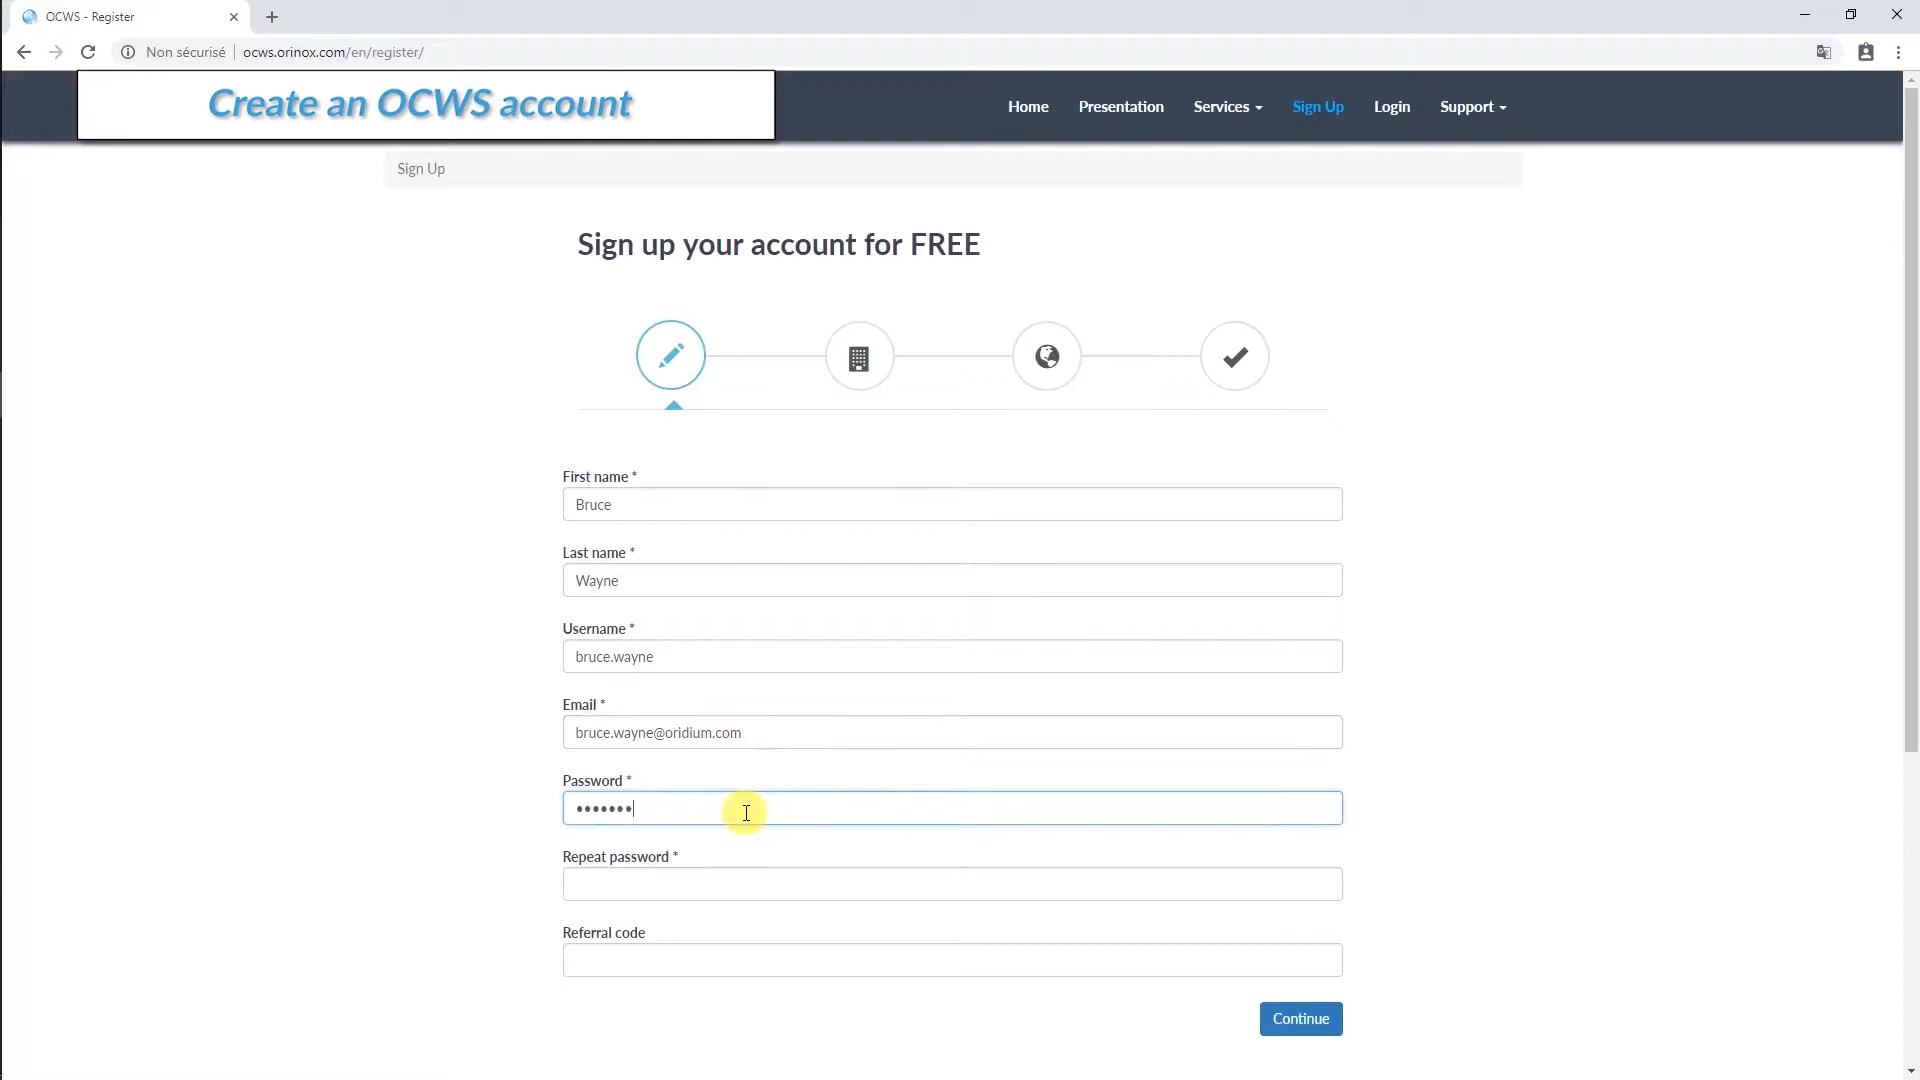 OCWS - Register
Non sécurisé ocws.orinox.com/en/register/
Create an OCWS account
Home Presentation Services Sign Up Login Support
Sign Up
Sign up your account for FREE
First name *
Bruce
Last name *
Wayne
Username *
bruce.wayne
Email *
bruce.wayne@oridium.com
Password *
•••••••
Repeat password *
Referral code
Continue